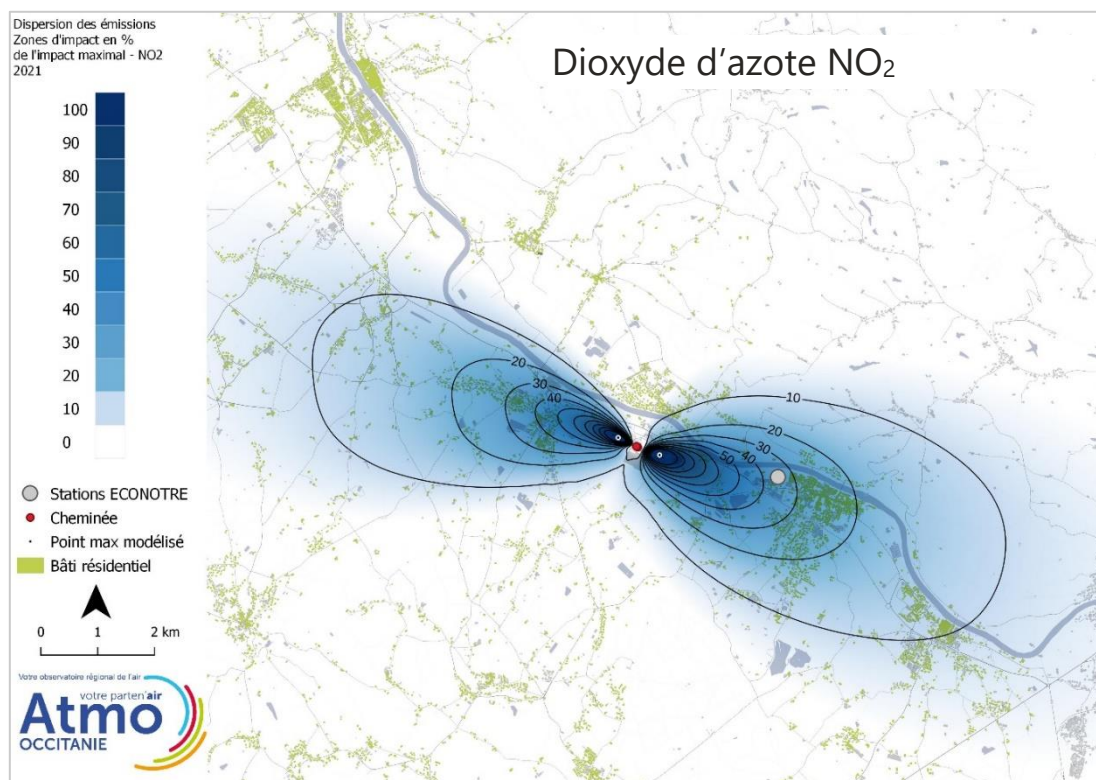 Dispersion des émissions
Zones d'impact en %
de l'impact maximal - NO2
2021
Dioxyde d'azote NO₂
100
90
80
70
60
50
40
30
20
10
0
20
30
40
10
20
30
40
50
Stations ECONOTRE
Cheminée
Point max modélisé
Bâti résidentiel
0 1 2 km
Votre observatoire régional de l'air
votre parten'air
Atmo
OCCITANIE